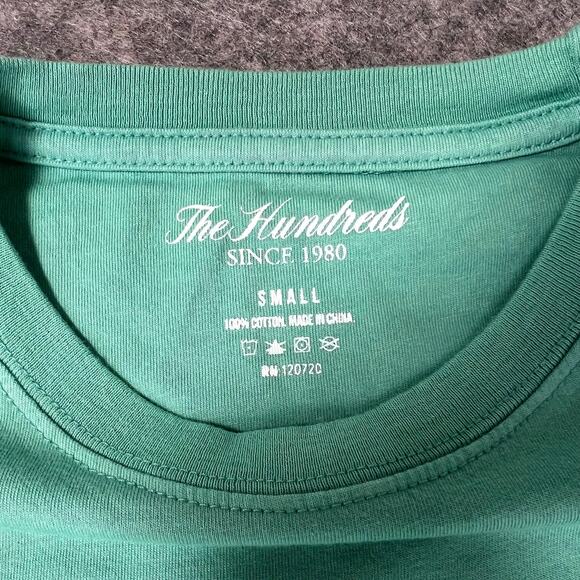 The Hundreds
SINCE 1980
SMALL
100% COTTON. MADE IN CHINA.
RN 120720